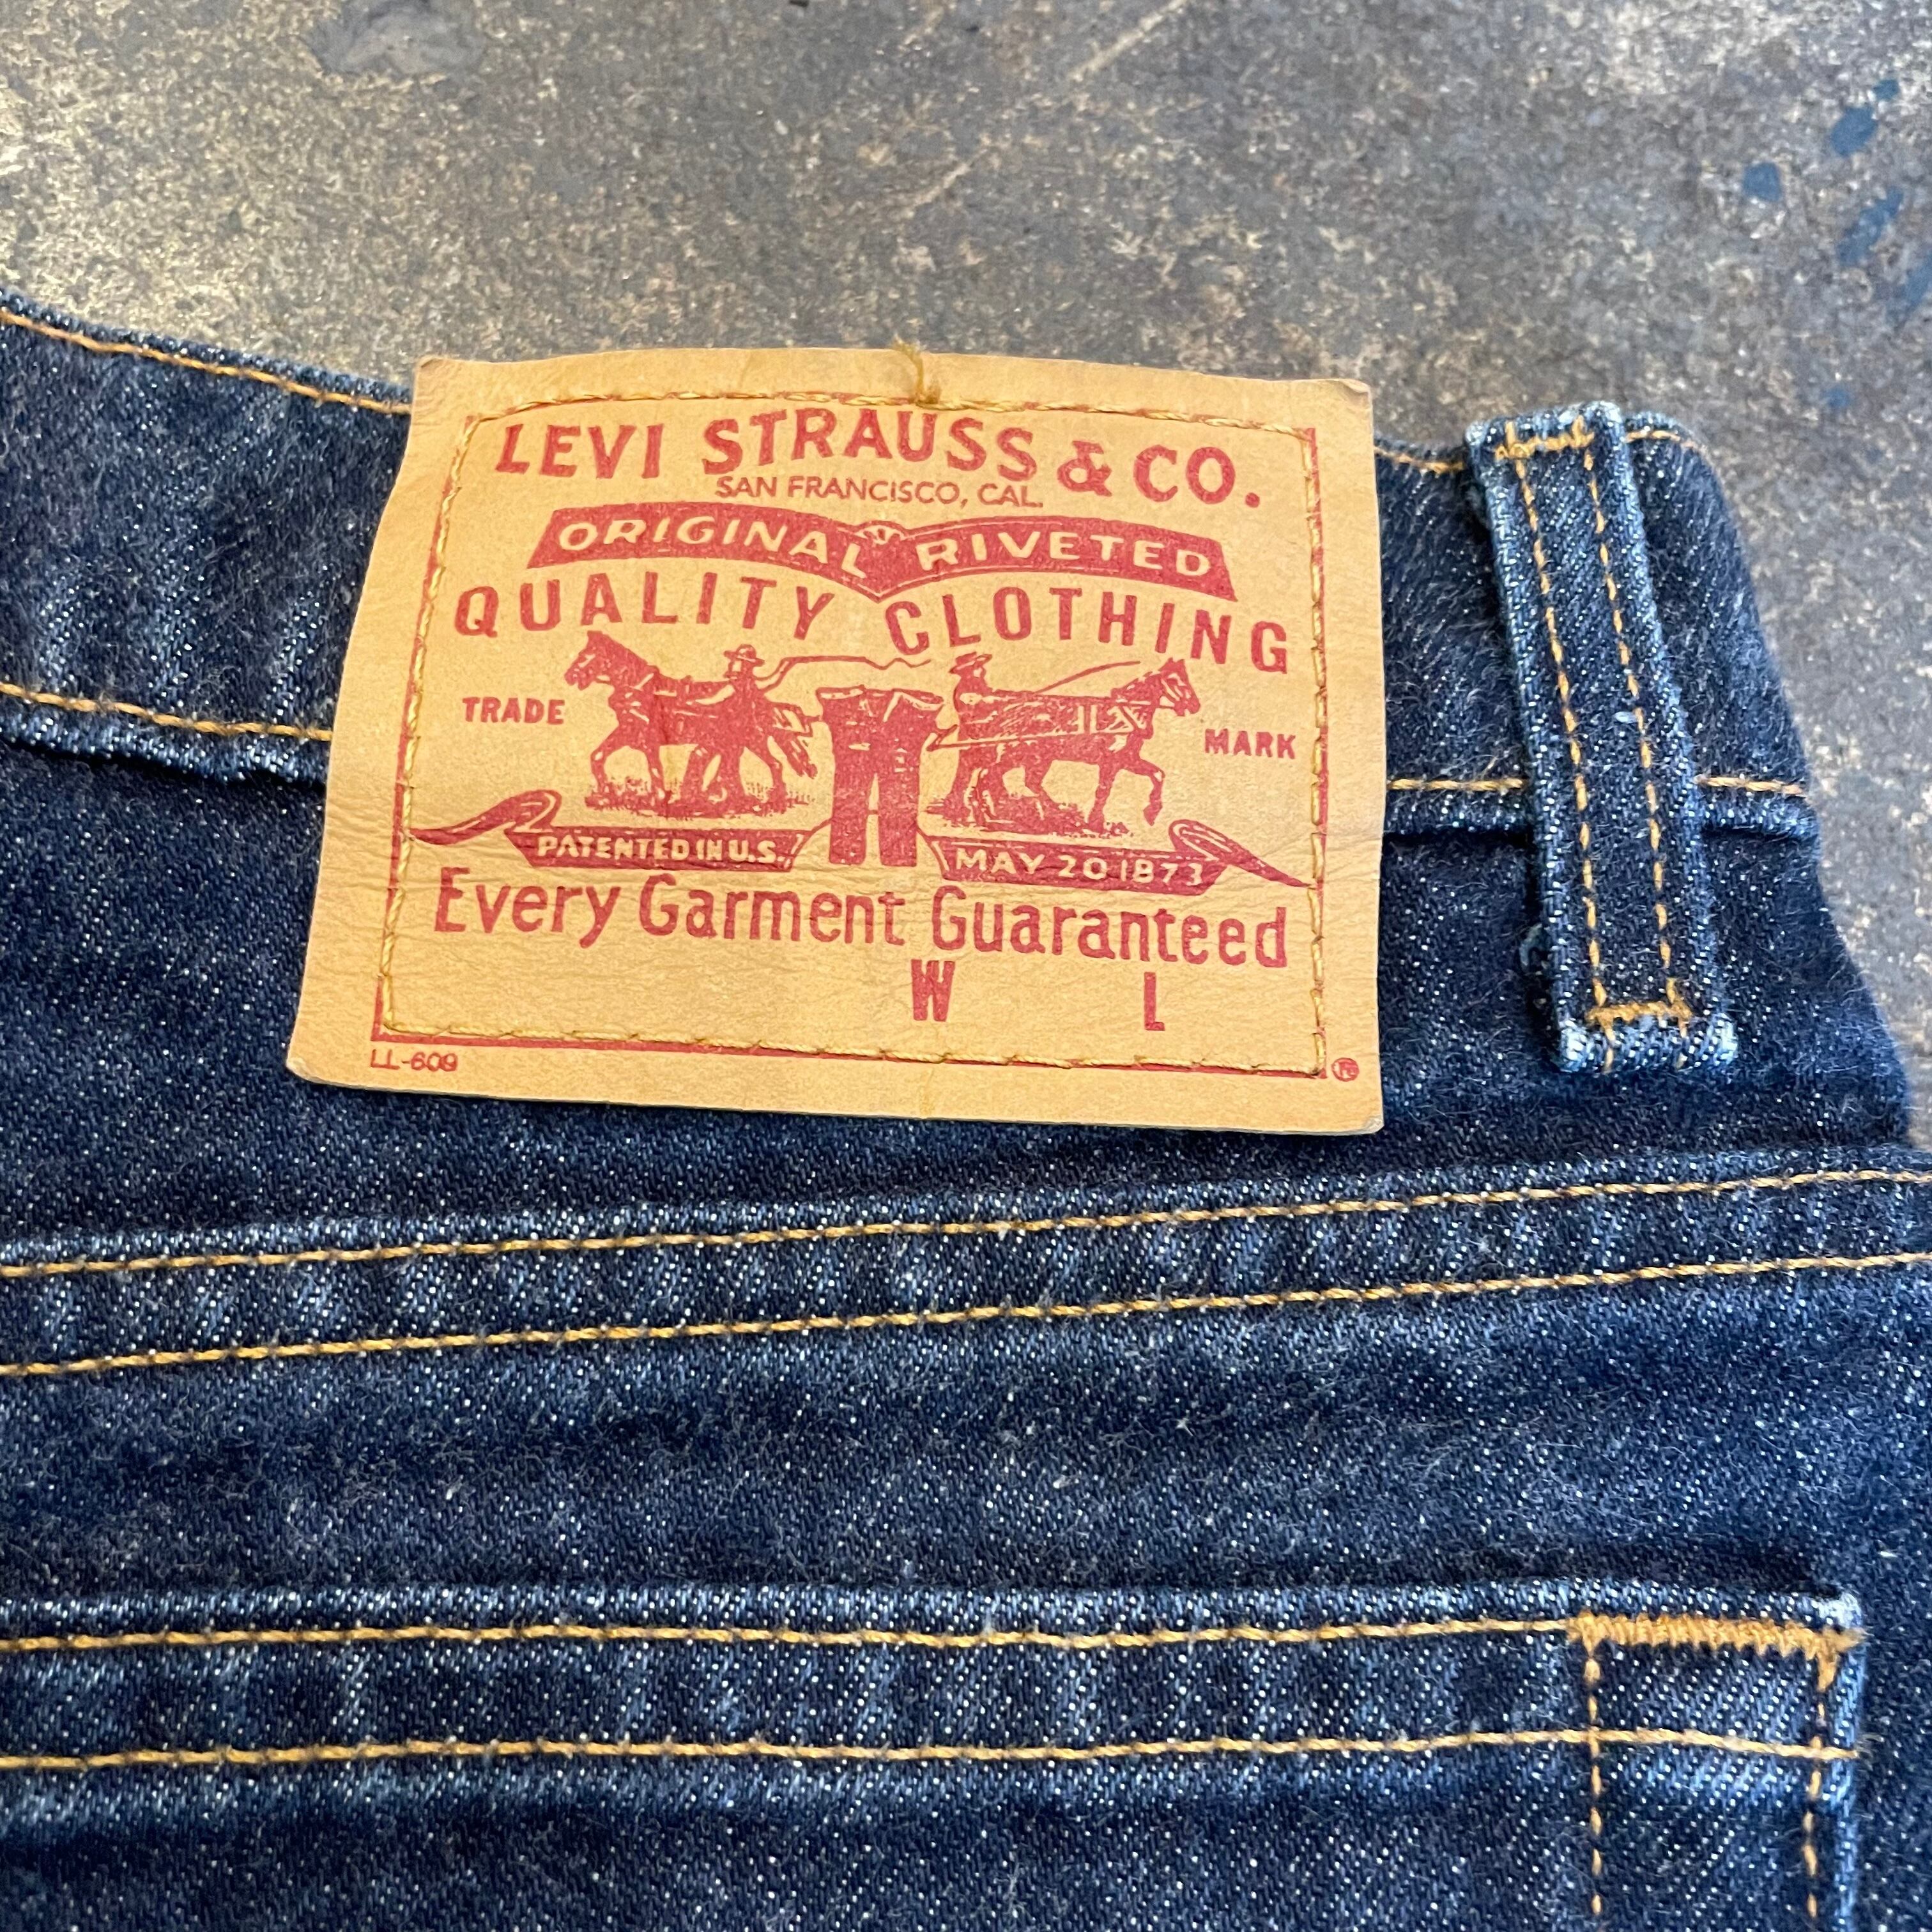 LEVI STRAUSS & CO.
SAN FRANCISCO, CAL.
ORIGINAL RIVETED
QUALITY CLOTHING
TRADE MARK
PATENTED IN U.S. MAY 20 1873
Every Garment Guaranteed
W L
LL-609 ®